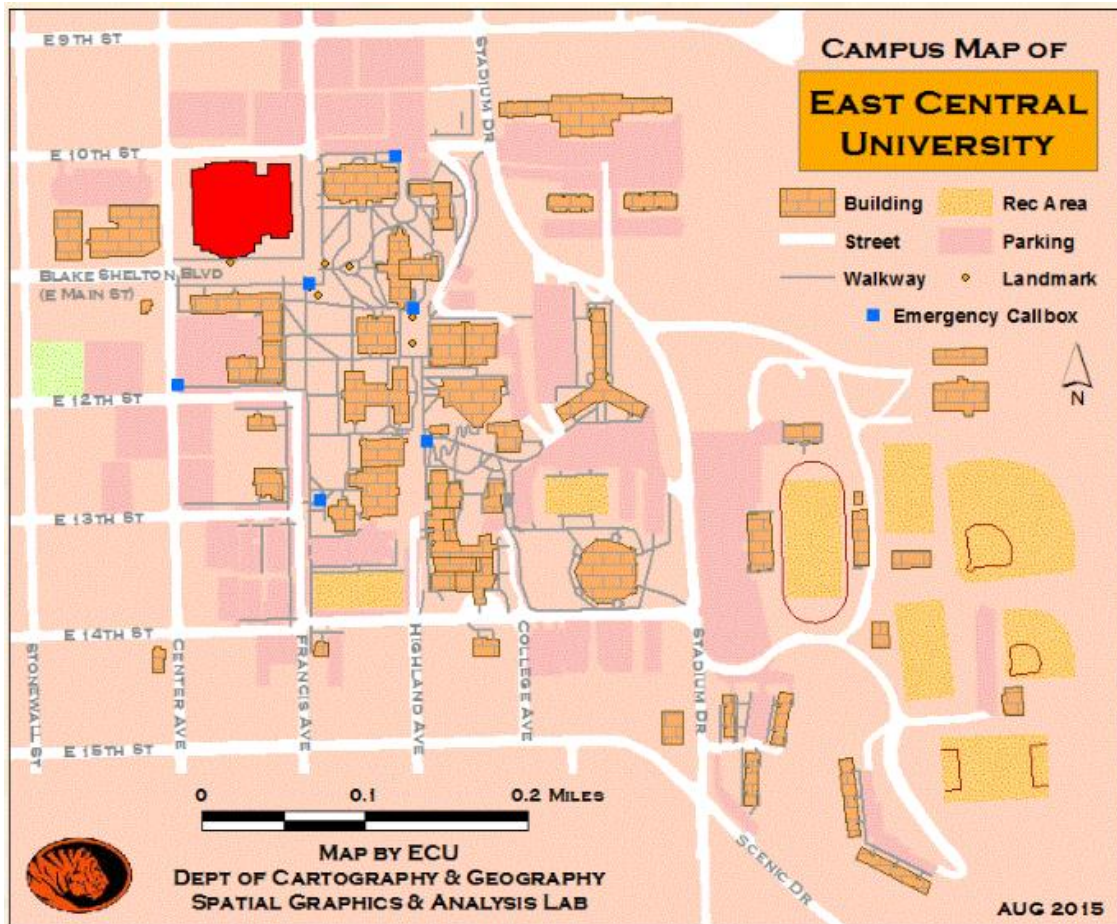 CAMPUS MAP OF
EAST CENTRAL
UNIVERSITY
Building
Rec Area
Street
Parking
Walkway
Landmark
Emergency Callbox
N
E 9TH ST
STADIUM DR
E 10TH ST
BLAKE SHELTON BLVD
(E MAIN ST)
E 12TH ST
E 13TH ST
E 14TH ST
STONEWALL ST
CENTER AVE
FRANCIS AVE
HIGHLAND AVE
COLLEGE AVE
STADIUM DR
E 15TH ST
SCENIC DR
0 0.1 0.2 MILES
MAP BY ECU
DEPT OF CARTOGRAPHY & GEOGRAPHY
SPATIAL GRAPHICS & ANALYSIS LAB
AUG 2015